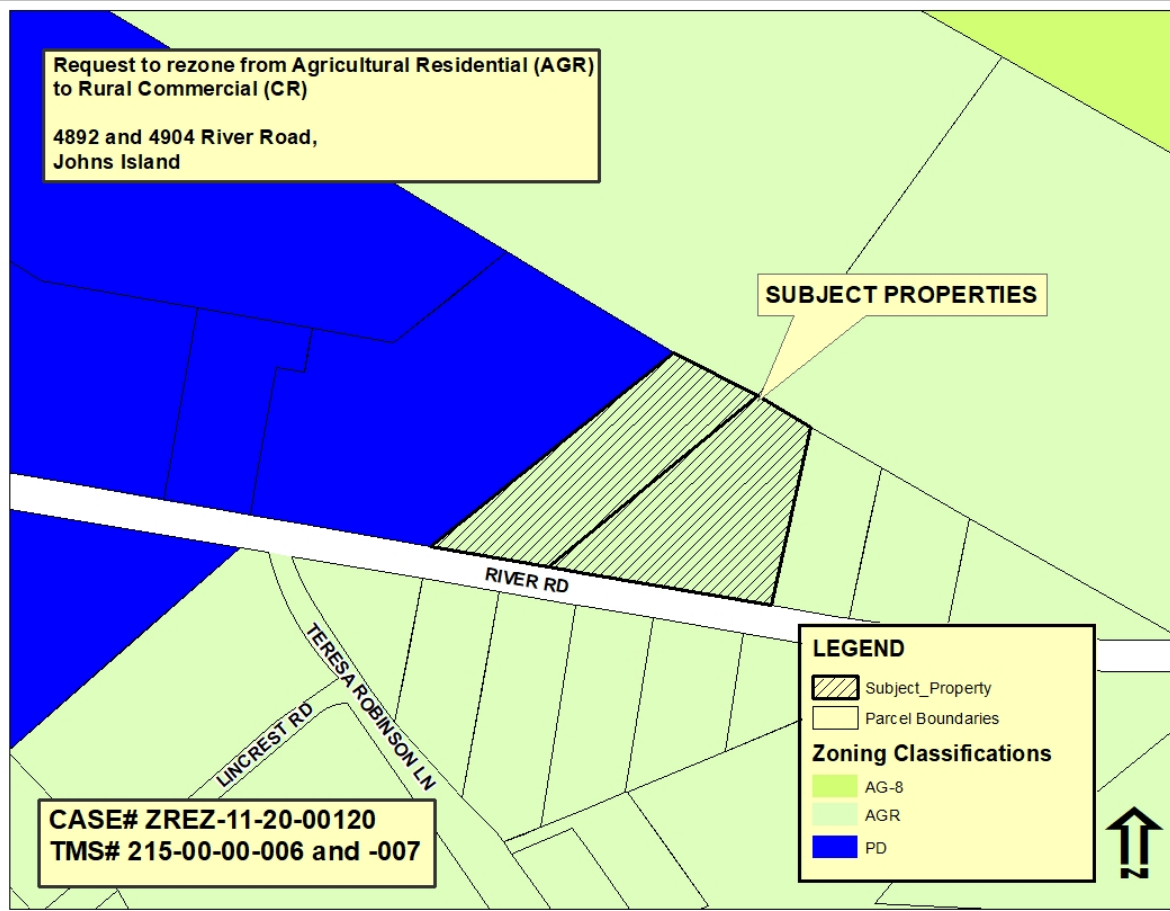 Request to rezone from Agricultural Residential (AGR)
to Rural Commercial (CR)
4892 and 4904 River Road,
Johns Island
SUBJECT PROPERTIES
RIVER RD
TERESA ROBINSON LN
LINCREST RD
LEGEND
Subject_Property
Parcel Boundaries
Zoning Classifications
AG-8
AGR
PD
CASE# ZREZ-11-20-00120
TMS# 215-00-00-006 and -007
N